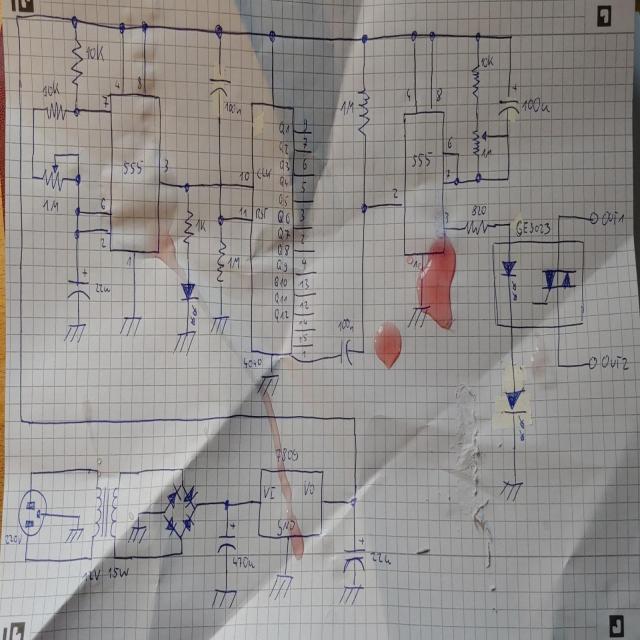 10K
4
8
100n
1M
4
8
10K
100u
10K
7
555
3
10
CLK
Q1
Q2
Q3
Q4
Q5
Q6
Q7
Q8
Q9
Q10
Q11
Q12
9
7
6
5
3
2
4
13
12
14
15
1
555
6
7
1M
2
3
820
1M
6
2
1
1K
11
RST
1M
22u
4040
100n
1
GE3023
OUT1
OUT2
7809
VI
VO
GND
220V
12V 15W
470u
22u